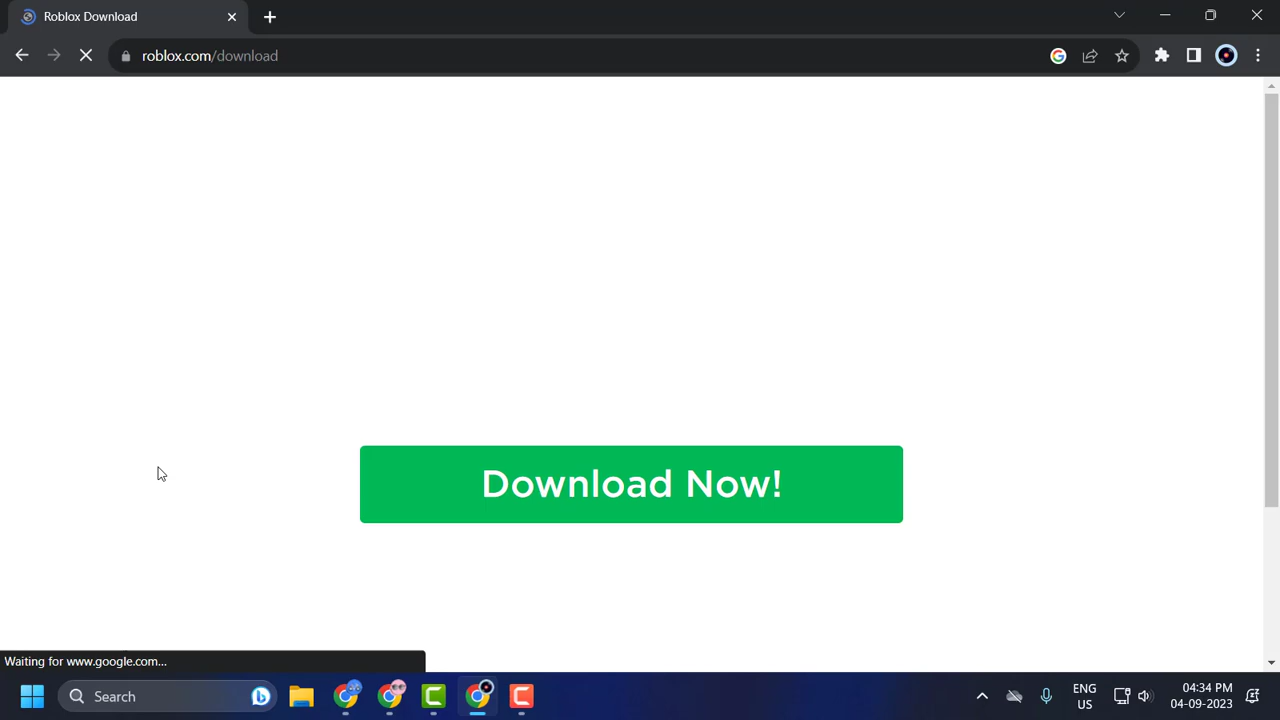 Roblox Download
roblox.com/download
Download Now!
Waiting for www.google.com...
Search
ENG
US
04:34 PM
04-09-2023